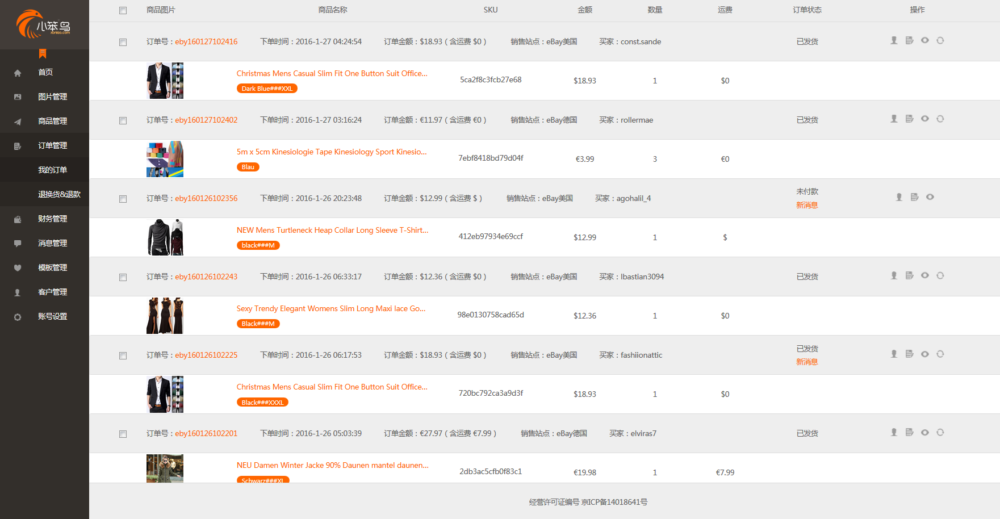 小笨鸟
xbniao.com
首页
图片管理
商品管理
订单管理
我的订单
退换货&退款
财务管理
消息管理
模板管理
客户管理
账号设置
商品图片 商品名称 SKU 金额 数量 运费 订单状态 操作
订单号：eby160127102416 下单时间：2016-1-27 04:24:54 订单金额：$18.93 ( 含运费 $0 ) 销售站点：eBay美国 买家：const.sande 已发货
Christmas Mens Casual Slim Fit One Button Suit Office... 5ca2f8c3fcb27e68 $18.93 1 $0
Dark Blue###XXL
订单号：eby160127102402 下单时间：2016-1-27 03:16:24 订单金额：€11.97 ( 含运费 €0 ) 销售站点：eBay德国 买家：rollermae 已发货
5m x 5cm Kinesiologie Tape Kinesiology Sport Kinesio... 7ebf8418bd79d04f €3.99 3 €0
Blau
订单号：eby160126102356 下单时间：2016-1-26 20:23:48 订单金额：$12.99 ( 含运费 $ ) 销售站点：eBay美国 买家：agohalil_4 未付款
新消息
NEW Mens Turtleneck Heap Collar Long Sleeve T-Shirt... 412eb97934e69ccf $12.99 1 $
black###M
订单号：eby160126102243 下单时间：2016-1-26 06:33:17 订单金额：$12.36 ( 含运费 $0 ) 销售站点：eBay美国 买家：lbastian3094 已发货
Sexy Trendy Elegant Womens Slim Long Maxi lace Go... 98e0130758cad65d $12.36 1 $0
Black###M
订单号：eby160126102225 下单时间：2016-1-26 06:17:53 订单金额：$18.93 ( 含运费 $0 ) 销售站点：eBay美国 买家：fashiionattic 已发货
新消息
Christmas Mens Casual Slim Fit One Button Suit Office... 720bc792ca3a9d3f $18.93 1 $0
Black###XXXL
订单号：eby160126102201 下单时间：2016-1-26 05:03:39 订单金额：€27.97 ( 含运费 €7.99 ) 销售站点：eBay德国 买家：elviras7 已发货
NEU Damen Winter Jacke 90% Daunen mantel daunen... 2db3ac5cfb0f83c1 €19.98 1 €7.99
Schwarz###XL
经营许可证编号 京ICP备14018641号